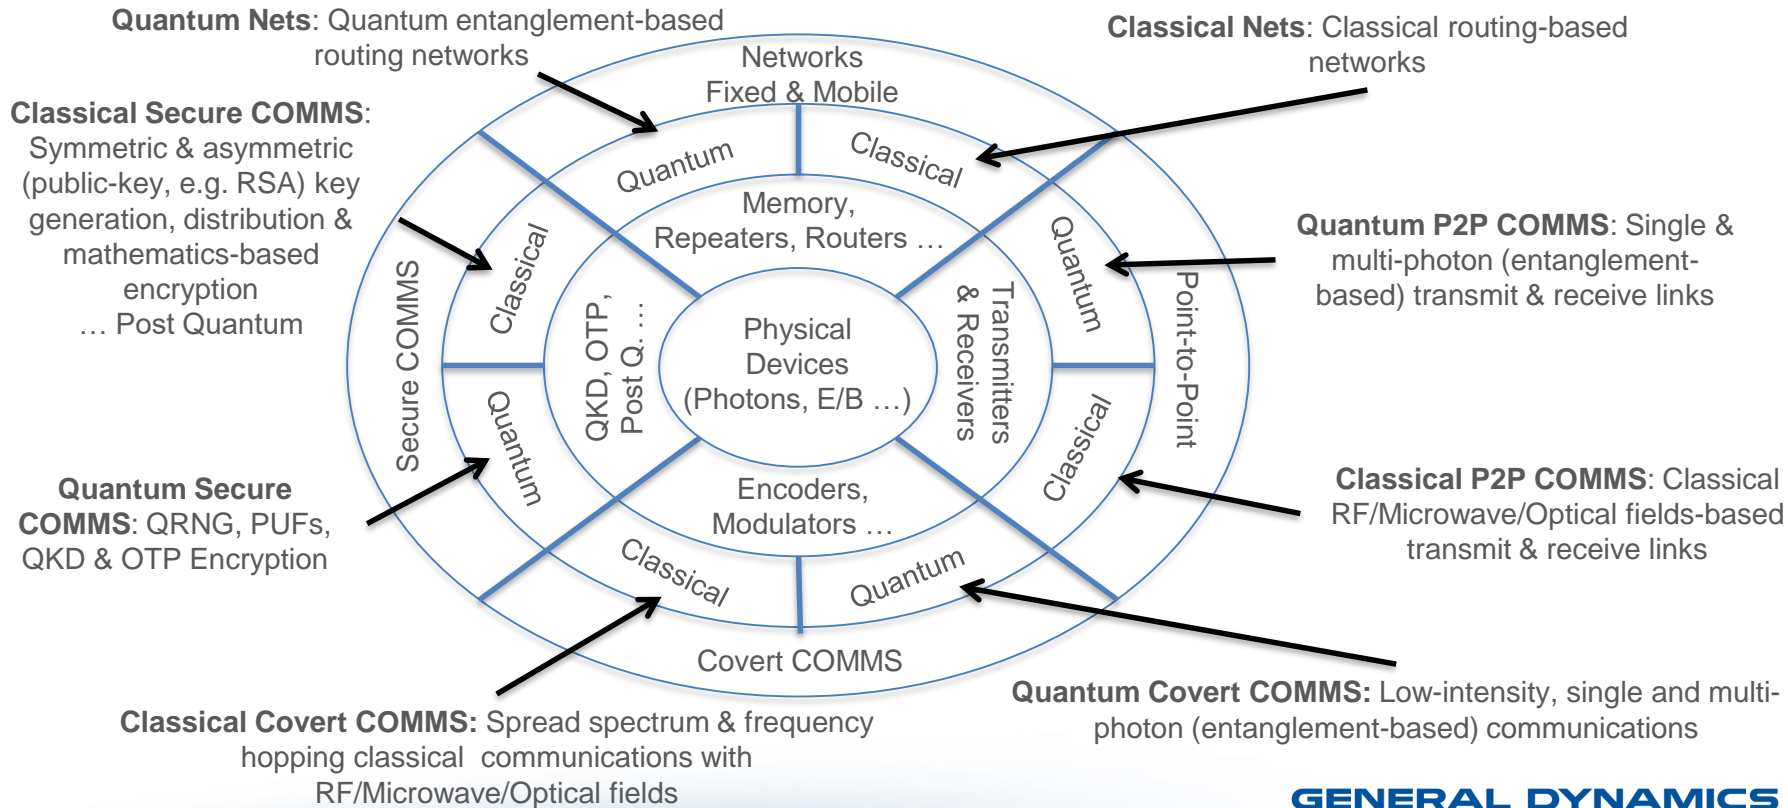 Quantum Nets: Quantum entanglement-based
routing networks
Classical Nets: Classical routing-based
networks
Networks
Fixed & Mobile
Classical Secure COMMS:
Symmetric & asymmetric
(public-key, e.g. RSA) key
generation, distribution &
mathematics-based
encryption
… Post Quantum
Quantum
Classical
Memory,
Repeaters, Routers …
Classical
Quantum
Quantum P2P COMMS: Single &
multi-photon (entanglement-
based) transmit & receive links
Secure COMMS
QKD, OTP,
Post Q. …
Physical
Devices
(Photons, E/B …)
Transmitters
& Receivers
Point-to-Point
Quantum
Classical
Quantum Secure
COMMS: QRNG, PUFs,
QKD & OTP Encryption
Encoders,
Modulators …
Classical P2P COMMS: Classical
RF/Microwave/Optical fields-based
transmit & receive links
Classical
Quantum
Covert COMMS
Classical Covert COMMS: Spread spectrum & frequency
hopping classical communications with
RF/Microwave/Optical fields
Quantum Covert COMMS: Low-intensity, single and multi-
photon (entanglement-based) communications
GENERAL DYNAMICS